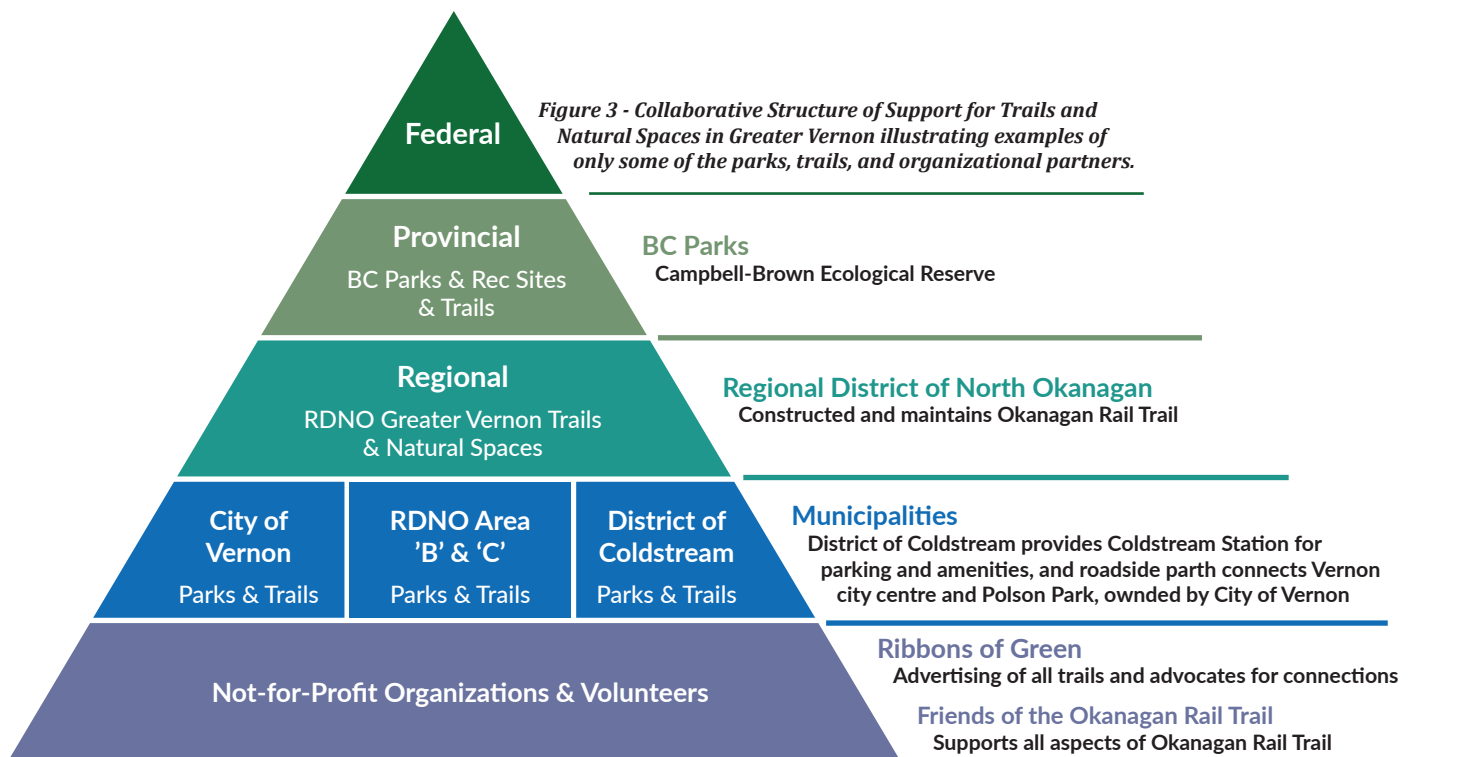 Federal
Figure 3 - Collaborative Structure of Support for Trails and
Natural Spaces in Greater Vernon illustrating examples of
only some of the parks, trails, and organizational partners.
Provincial
BC Parks & Rec Sites
& Trails
BC Parks
Campbell-Brown Ecological Reserve
Regional
RDNO Greater Vernon Trails
& Natural Spaces
Regional District of North Okanagan
Constructed and maintains Okanagan Rail Trail
City of
Vernon
Parks & Trails
RDNO Area
’B’ & ‘C’
Parks & Trails
District of
Coldstream
Parks & Trails
Municipalities
District of Coldstream provides Coldstream Station for
parking and amenities, and roadside parth connects Vernon
city centre and Polson Park, ownded by City of Vernon
Not-for-Profit Organizations & Volunteers
Ribbons of Green
Advertising of all trails and advocates for connections
Friends of the Okanagan Rail Trail
Supports all aspects of Okanagan Rail Trail